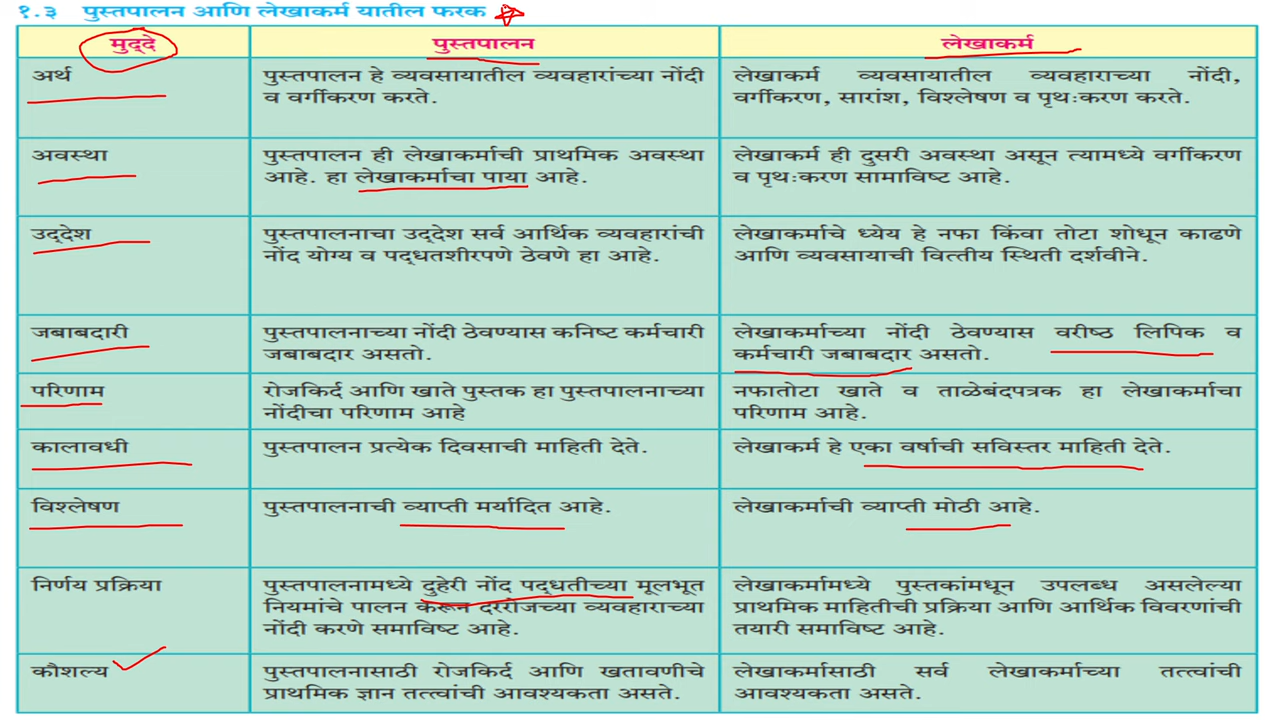 १.३ पुस्तपालन आणि लेखाकर्म यातील फरक
मुद्दे पुस्तपालन लेखाकर्म
अर्थ
पुस्तपालन हे व्यवसायातील व्यवहारांच्या नोंदी
व वर्गीकरण करते.
लेखाकर्म व्यवसायातील व्यवहाराच्या नोंदी,
वर्गीकरण, सारांश, विश्लेषण व पृथःकरण करते.
अवस्था
पुस्तपालन ही लेखाकर्माची प्राथमिक अवस्था
आहे. हा लेखाकर्माचा पाया आहे.
लेखाकर्म ही दुसरी अवस्था असून त्यामध्ये वर्गीकरण
व पृथःकरण सामाविष्ट आहे.
उद्देश
पुस्तपालनाचा उद्देश सर्व आर्थिक व्यवहारांची
नोंद योग्य व पद्धतशीरपणे ठेवणे हा आहे.
लेखाकर्माचे ध्येय हे नफा किंवा तोटा शोधून काढणे
आणि व्यवसायाची वित्तीय स्थिती दर्शवीने.
जबाबदारी
पुस्तपालनाच्या नोंदी ठेवण्यास कनिष्ट कर्मचारी
जबाबदार असतो.
लेखाकर्माच्या नोंदी ठेवण्यास वरीष्ठ लिपिक व
कर्मचारी जबाबदार असतो.
परिणाम
रोजकिर्द आणि खाते पुस्तक हा पुस्तपालनाच्या
नोंदीचा परिणाम आहे
नफातोटा खाते व ताळेबंदपत्रक हा लेखाकर्माचा
परिणाम आहे.
कालावधी
पुस्तपालन प्रत्येक दिवसाची माहिती देते.
लेखाकर्म हे एका वर्षाची सविस्तर माहिती देते.
विश्लेषण
पुस्तपालनाची व्याप्ती मर्यादित आहे.
लेखाकर्माची व्याप्ती मोठी आहे.
निर्णय प्रक्रिया
पुस्तपालनामध्ये दुहेरी नोंद पद्धतीच्या मूलभूत
नियमांचे पालन करून दररोजच्या व्यवहाराच्या
नोंदी करणे समाविष्ट आहे.
लेखाकर्मामध्ये पुस्तकांमधून उपलब्ध असलेल्या
प्राथमिक माहितीची प्रक्रिया आणि आर्थिक विवरणांची
तयारी समाविष्ट आहे.
कौशल्य
पुस्तपालनासाठी रोजकिर्द आणि खतावणीचे
प्राथमिक ज्ञान तत्त्वांची आवश्यकता असते.
लेखाकर्मासाठी सर्व लेखाकर्माच्या तत्त्वांची
आवश्यकता असते.